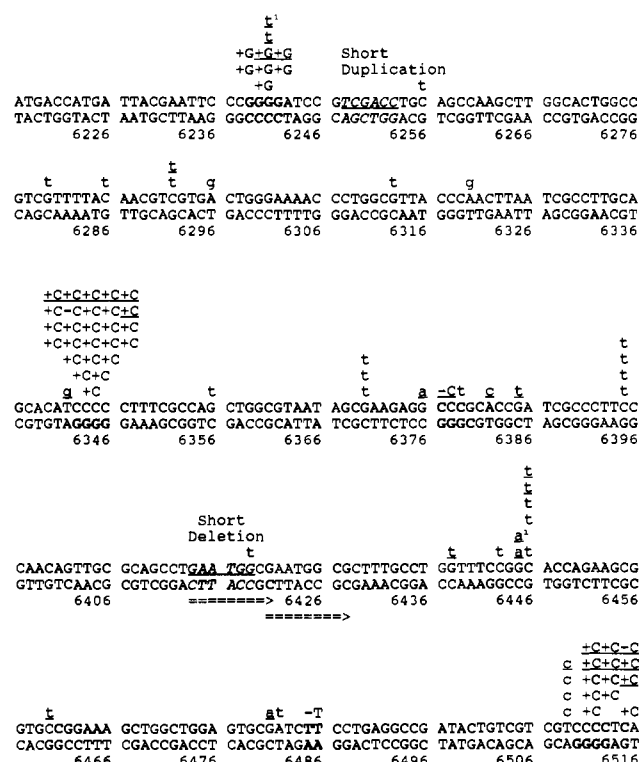 t¹
t
+G+G+G Short
+G+G+G Duplication
+G t
ATGACCATGA TTACGAATTC CCGGGGATCC GTCGACCTGC AGCCAAGCTT GGCACTGGCC
TACTGGTACT AATGCTTAAG GGCCCCTAGG CAGCTGGACG TCGGTTCGAA CCGTGACCGG
6226 6236 6246 6256 6266 6276
t
t t t g t g
GTCGTTTTAC AACGTCGTGA CTGGGAAAAC CCTGGCGTTA CCCAACTTAA TCGCCTTGCA
CAGCAAAATG TTGCAGCACT GACCCTTTTG GGACCGCAAT GGGTTGAATT AGCGGAACGT
6286 6296 6306 6316 6326 6336
+C+C+C+C+C
+C-C+C+C+C
+C+C+C+C+C
+C+C+C+C+C t
+C+C+C t t
+C+C t t
g +C t t a -Ct c t t
GCACATCCCC CTTTCGCCAG CTGGCGTAAT AGCGAAGAGG CCCGCACCGA TCGCCCTTCC
CGTGTAGGGG GAAAGCGGTC GACCGCATTA TCGCTTCTCC GGGCGTGGCT AGCGGGAAGG
6346 6356 6366 6376 6386 6396
t
t
t
Short t
Deletion a¹
t t t at
CAACAGTTGC GCAGCCTGAA TGGCGAATGG CGCTTTGCCT GGTTTCCGGC ACCAGAAGCG
GTTGTCAACG CGTCGGACTT ACCGCTTACC GCGAAACGGA CCAAAGGCCG TGGTCTTCGC
6406 ========> 6426 6436 6446 6456
========>
+C+C-C
c +C+C+C
c +C+C+C
c +C+C
t at -T c +C +C
GTGCCGGAAA GCTGGCTGGA GTGCGATCTT CCTGAGGCCG ATACTGTCGT CGTCCCCTCA
CACGGCCTTT CGACCGACCT CACGCTAGAA GGACTCCGGC TATGACAGCA GCAGGGGAGT
6466 6476 6486 6496 6506 6516